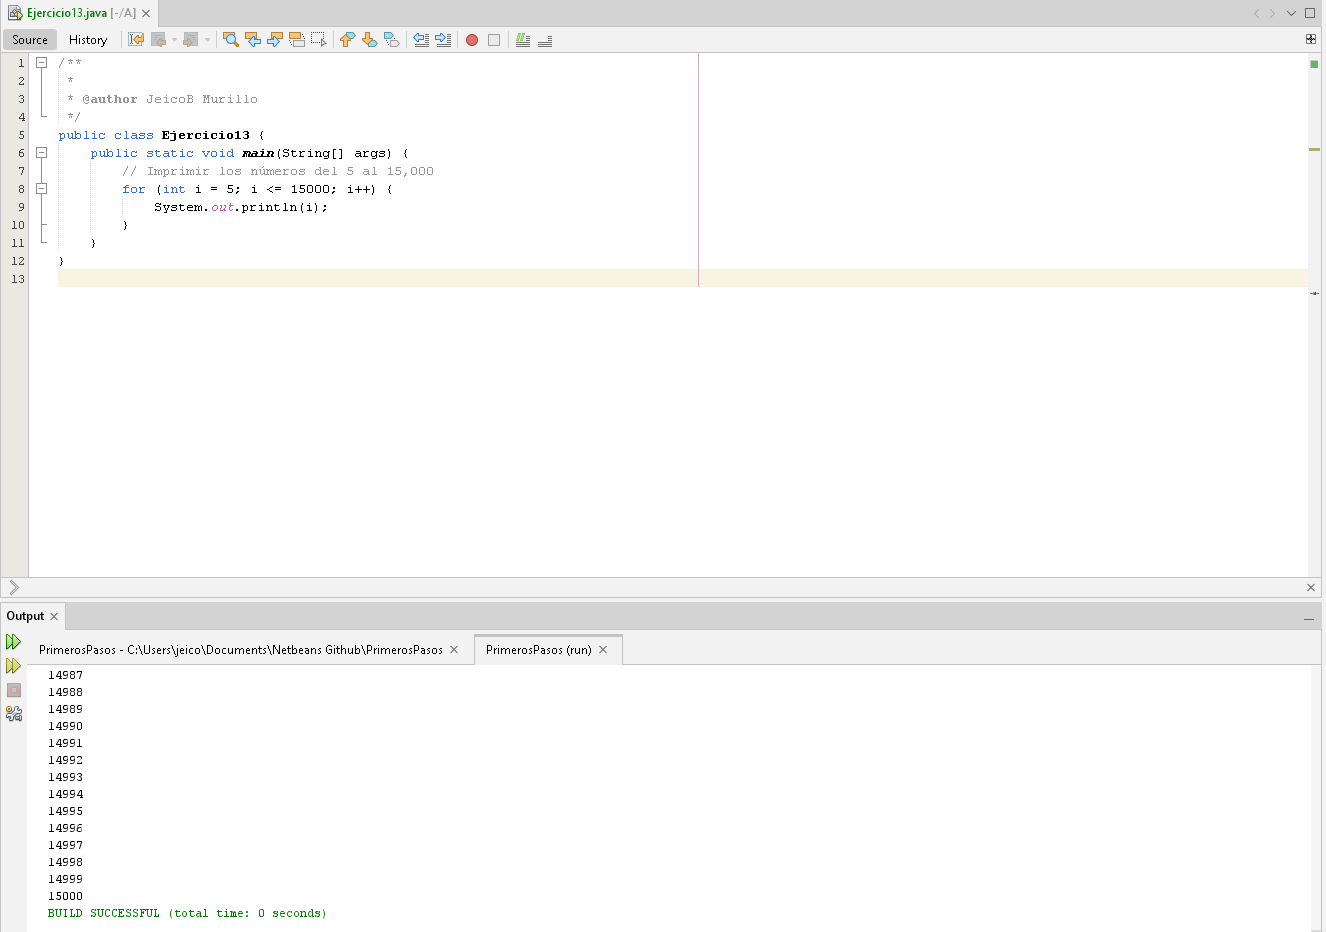 Ejercicio13.java [-/A]
Source History
1 /**
2 *
3 * @author JeicoB Murillo
4 */
5 public class Ejercicio13 {
6 public static void main(String[] args) {
7 // Imprimir los números del 5 al 15,000
8 for (int i = 5; i <= 15000; i++) {
9 System.out.println(i);
10 }
11 }
12 }
13
Output
PrimerosPasos - C:\Users\jeico\Documents\Netbeans Github\PrimerosPasos PrimerosPasos (run)
14987
14988
14989
14990
14991
14992
14993
14994
14995
14996
14997
14998
14999
15000
BUILD SUCCESSFUL (total time: 0 seconds)